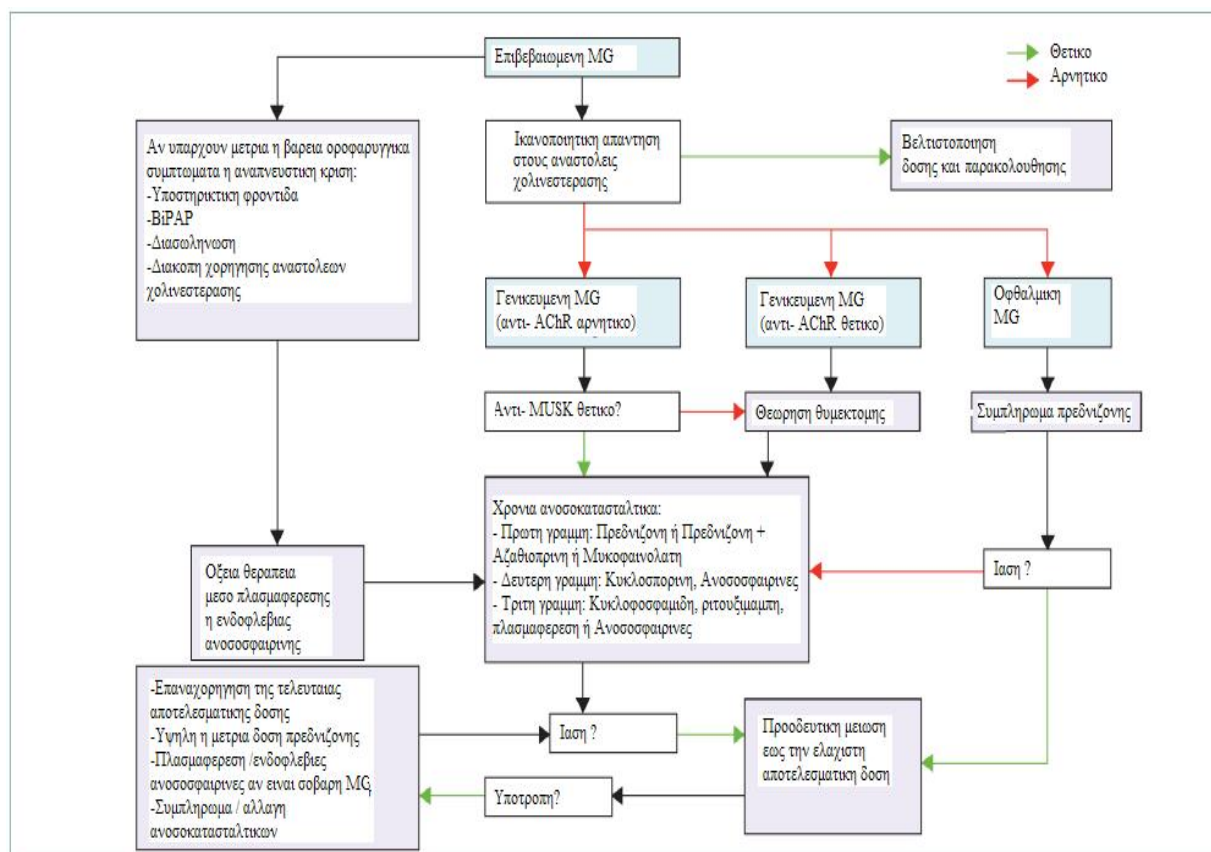 Επιβεβαιωμενη MG
Θετικο
Αρνητικο
Αν υπαρχουν μετρια η βαρεια οροφαρυγγικα
συμπτωματα η αναπνευστικη κριση:
-Υποστηρικτικη φροντιδα
-BiPAP
-Διασωληνωση
-Διακοπη χορηγησης αναστολεων
χολινεστερασης
Ικανοποιητικη απαντηση
στους αναστολεις
χολινεστερασης
Βελτιστοποιηση
δοσης και παρακολουθησης
Γενικευμενη MG
(αντι- AChR αρνητικο)
Γενικευμενη MG
(αντι- AChR θετικο)
Οφθαλμικη
MG
Αντι- MUSK θετικο?
Θεωρηση θυμεκτομης
Συμπληρωμα πρεδνιζονης
Χρονια ανοσοκατασταλτικα:
- Πρωτη γραμμη: Πρεδνιζονη ή Πρεδνιζονη +
Αζαθιοπρινη ή Μυκοφαινολατη
- Δευτερη γραμμη: Κυκλοσπορινη, Ανοσοσφαιρινες
- Τριτη γραμμη: Κυκλοφοσφαμιδη, ριτουξιμαμπη,
πλασμαφερεση ή Ανοσοσφαιρινες
Οξεια θεραπεια
μεσο πλασμαφερεσης
η ενδοφλεβιας
ανοσοσφαιρινης
Ιαση ?
-Επαναχορηγηση της τελευταιας
αποτελεσματικης δοσης
-Υψηλη η μετρια δοση πρεδνιζονης
-Πλασμαφερεση /ενδοφλεβιες
ανοσοσφαιρινες αν ειναι σοβαρη MG
-Συμπληρωμα / αλλαγη
ανοσοκατασταλτικων
Ιαση ?
Προοδευτικη μειωση
εως την ελαχιστη
αποτελεσματικη δοση
Υποτροπη?